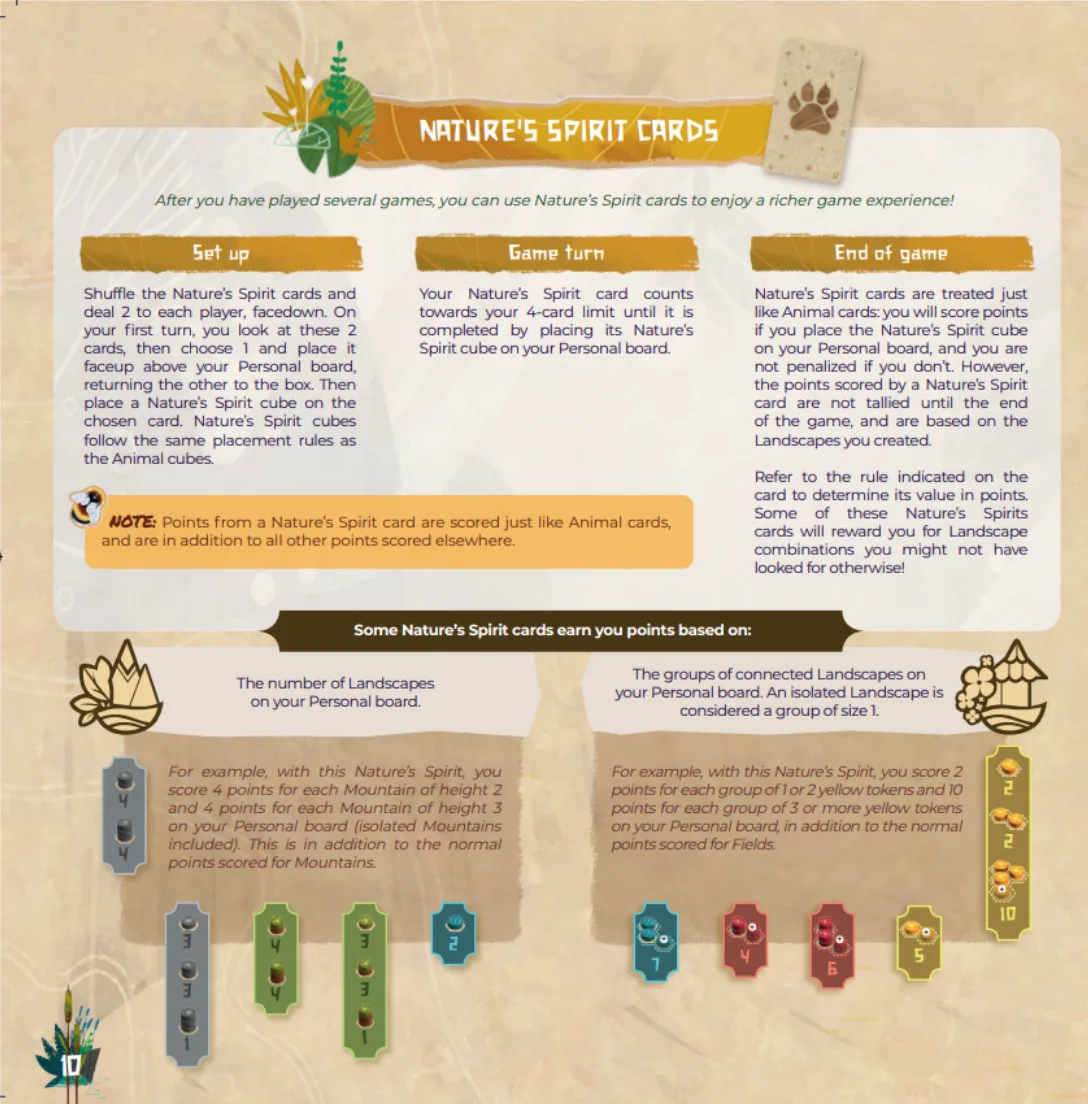 NATURE'S SPIRIT CARDS
After you have played several games, you can use Nature's Spirit cards to enjoy a richer game experience!
Set up
Shuffle the Nature's Spirit cards and
deal 2 to each player, facedown. On
your first turn, you look at these 2
cards, then choose 1 and place it
faceup above your Personal board,
returning the other to the box. Then
place a Nature's Spirit cube on the
chosen card. Nature's Spirit cubes
follow the same placement rules as
the Animal cubes.
Game turn
Your Nature's Spirit card counts
towards your 4-card limit until it is
completed by placing its Nature's
Spirit cube on your Personal board.
End of game
Nature's Spirit cards are treated just
like Animal cards: you will score points
if you place the Nature's Spirit cube
on your Personal board, and you are
not penalized if you don't. However,
the points scored by a Nature's Spirit
card are not tallied until the end
of the game, and are based on the
Landscapes you created.
Refer to the rule indicated on the
card to determine its value in points.
Some of these Nature's Spirits
cards will reward you for Landscape
combinations you might not have
looked for otherwise!
NOTE: Points from a Nature's Spirit card are scored just like Animal cards,
and are in addition to all other points scored elsewhere.
Some Nature's Spirit cards earn you points based on:
The number of Landscapes
on your Personal board.
4
4
For example, with this Nature's Spirit, you
score 4 points for each Mountain of height 2
and 4 points for each Mountain of height 3
on your Personal board (isolated Mountains
included). This is in addition to the normal
points scored for Mountains.
3
3
1
4
4
3
3
1
2
The groups of connected Landscapes on
your Personal board. An isolated Landscape is
considered a group of size 1.
For example, with this Nature's Spirit, you score 2
points for each group of 1 or 2 yellow tokens and 10
points for each group of 3 or more yellow tokens
on your Personal board, in addition to the normal
points scored for Fields.
2
2
10
7
4
6
5
10